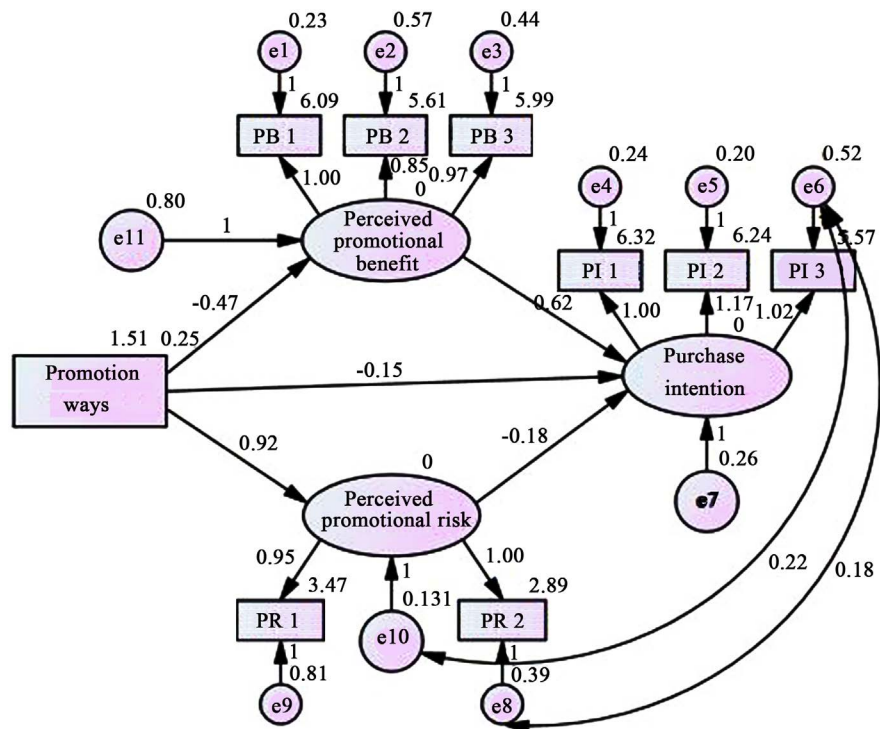 0.23
0.57
0.44
e1
e2
e3
1
1
1
6.09
5.61
5.99
PB 1
PB 2
PB 3
0.24
0.20
0.52
e4
e5
e6
1.00
0.85
0.97
0
0.80
e11
1
Perceived
promotional
benefit
1
1
6.32
6.24
5.57
PI 1
PI 2
PI 3
-0.47
0.62
1.00
1.17
1.02
0
1.51 0.25
Promotion
ways
-0.15
Purchase
intention
0.92
-0.18
1
0.26
e7
0
Perceived
promotional risk
0.95
1.00
0.22
0.18
3.47
1
2.89
PR 1
0.131
PR 2
e10
1
0.81
1
0.39
e9
e8